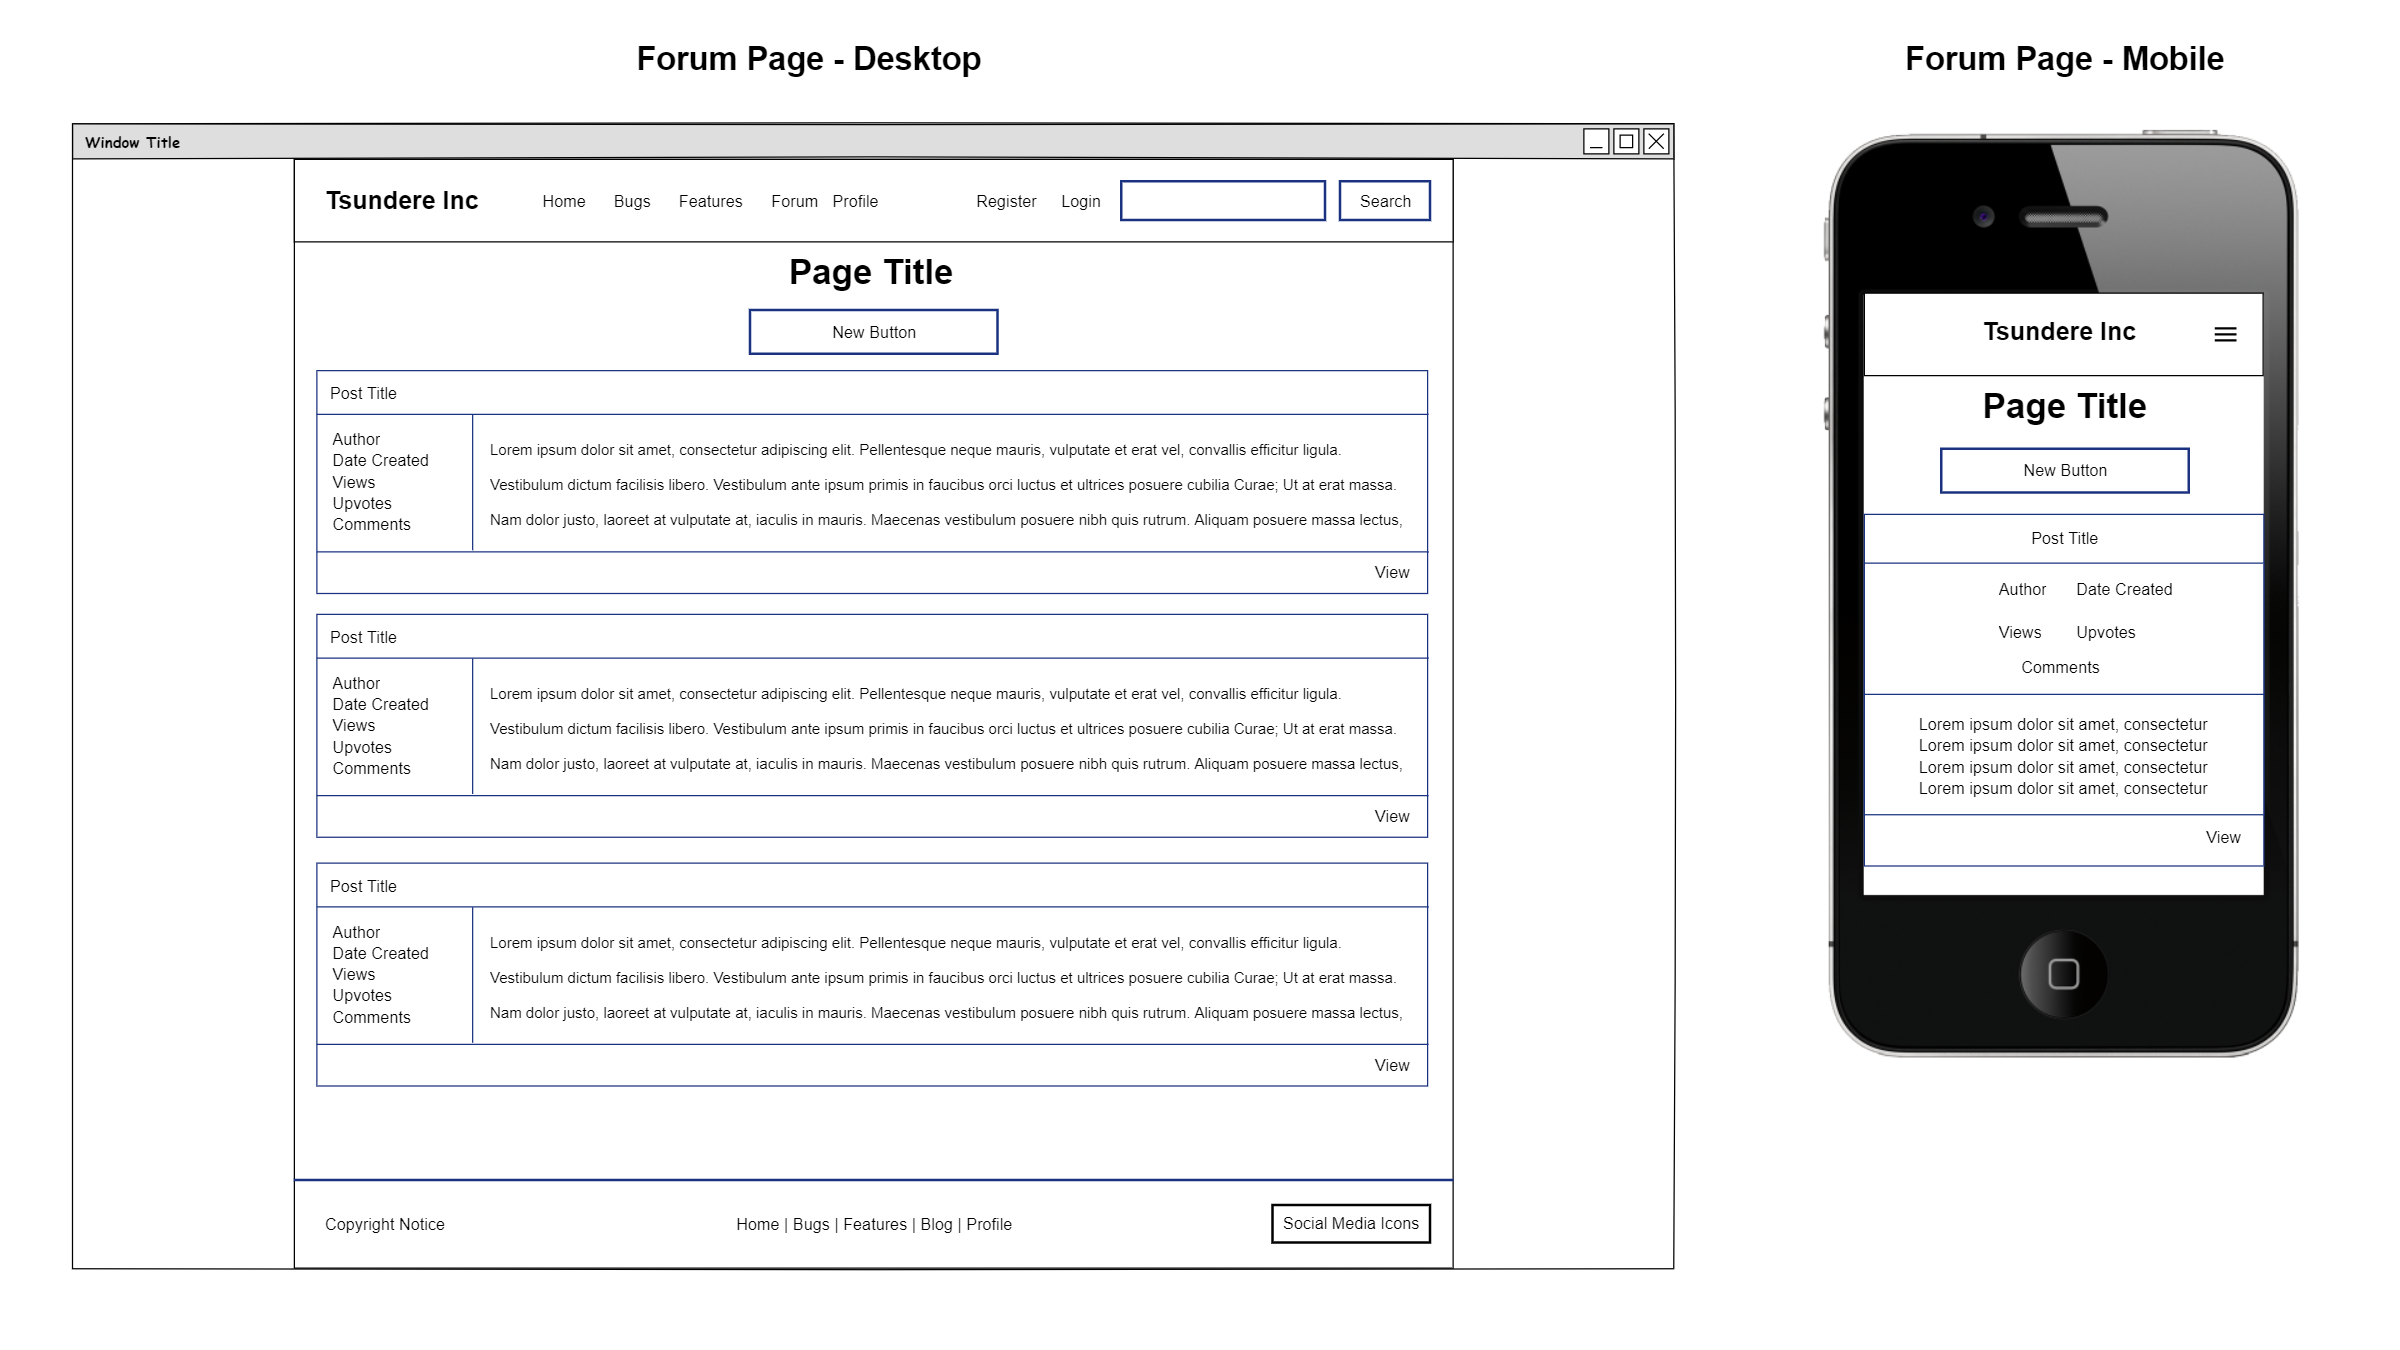 Forum Page - Desktop
Window Title
Tsundere Inc Home Bugs Features Forum Profile Register Login Search
Page Title
New Button
Post Title
Author
Date Created
Views
Upvotes
Comments
Lorem ipsum dolor sit amet, consectetur adipiscing elit. Pellentesque neque mauris, vulputate et erat vel, convallis efficitur ligula.
Vestibulum dictum facilisis libero. Vestibulum ante ipsum primis in faucibus orci luctus et ultrices posuere cubilia Curae; Ut at erat massa.
Nam dolor justo, laoreet at vulputate at, iaculis in mauris. Maecenas vestibulum posuere nibh quis rutrum. Aliquam posuere massa lectus,
View
Post Title
Author
Date Created
Views
Upvotes
Comments
Lorem ipsum dolor sit amet, consectetur adipiscing elit. Pellentesque neque mauris, vulputate et erat vel, convallis efficitur ligula.
Vestibulum dictum facilisis libero. Vestibulum ante ipsum primis in faucibus orci luctus et ultrices posuere cubilia Curae; Ut at erat massa.
Nam dolor justo, laoreet at vulputate at, iaculis in mauris. Maecenas vestibulum posuere nibh quis rutrum. Aliquam posuere massa lectus,
View
Post Title
Author
Date Created
Views
Upvotes
Comments
Lorem ipsum dolor sit amet, consectetur adipiscing elit. Pellentesque neque mauris, vulputate et erat vel, convallis efficitur ligula.
Vestibulum dictum facilisis libero. Vestibulum ante ipsum primis in faucibus orci luctus et ultrices posuere cubilia Curae; Ut at erat massa.
Nam dolor justo, laoreet at vulputate at, iaculis in mauris. Maecenas vestibulum posuere nibh quis rutrum. Aliquam posuere massa lectus,
View
Copyright Notice Home | Bugs | Features | Blog | Profile Social Media Icons
Forum Page - Mobile
Tsundere Inc
Page Title
New Button
Post Title
Author Date Created
Views Upvotes
Comments
Lorem ipsum dolor sit amet, consectetur
Lorem ipsum dolor sit amet, consectetur
Lorem ipsum dolor sit amet, consectetur
Lorem ipsum dolor sit amet, consectetur
View